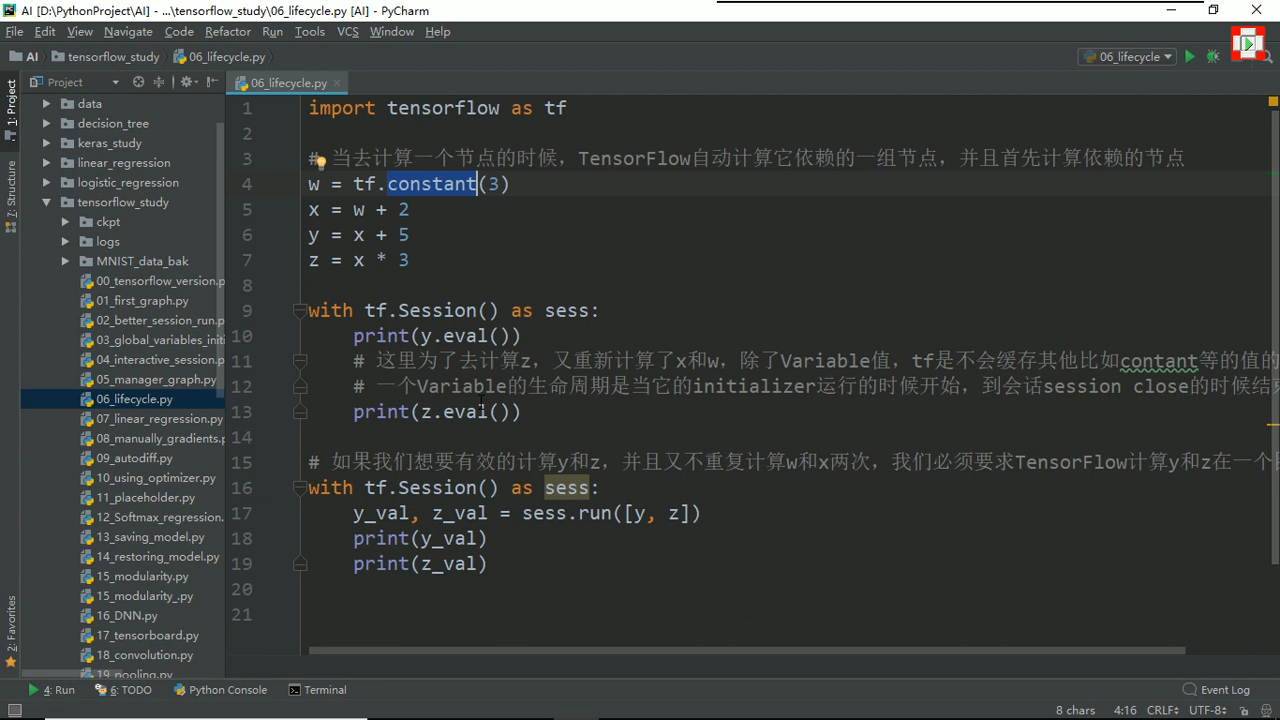 AI [D:\PythonProject\AI] - ...\tensorflow_study\06_lifecycle.py [AI] - PyCharm
File Edit View Navigate Code Refactor Run Tools VCS Window Help
AI tensorflow_study 06_lifecycle.py 06_lifecycle
Project 06_lifecycle.py
1: Project
7: Structure
2: Favorites
data
decision_tree
keras_study
linear_regression
logistic_regression
tensorflow_study
ckpt
logs
MNIST_data_bak
00_tensorflow_version.p
01_first_graph.py
02_better_session_run.p
03_global_variables_init
04_interactive_session.p
05_manager_graph.py
06_lifecycle.py
07_linear_regression.py
08_manually_gradients.p
09_autodiff.py
10_using_optimizer.py
11_placeholder.py
12_Softmax_regression.
13_saving_model.py
14_restoring_model.py
15_modularity.py
15_modularity_.py
16_DNN.py
17_tensorboard.py
18_convolution.py
19_pooling.py
1 import tensorflow as tf
2
3 # 当去计算一个节点的时候，TensorFlow自动计算它依赖的一组节点，并且首先计算依赖的节点
4 w = tf.constant(3)
5 x = w + 2
6 y = x + 5
7 z = x * 3
8
9 with tf.Session() as sess:
10 print(y.eval())
11 # 这里为了去计算z，又重新计算了x和w，除了Variable值，tf是不会缓存其他比如contant等的值的
12 # 一个Variable的生命周期是当它的initializer运行的时候开始，到会话session close的时候结束
13 print(z.eval())
14
15 # 如果我们想要有效的计算y和z，并且又不重复计算w和x两次，我们必须要求TensorFlow计算y和z在一个
16 with tf.Session() as sess:
17 y_val, z_val = sess.run([y, z])
18 print(y_val)
19 print(z_val)
20
21
4: Run 6: TODO Python Console Terminal Event Log
8 chars 4:16 CRLF UTF-8